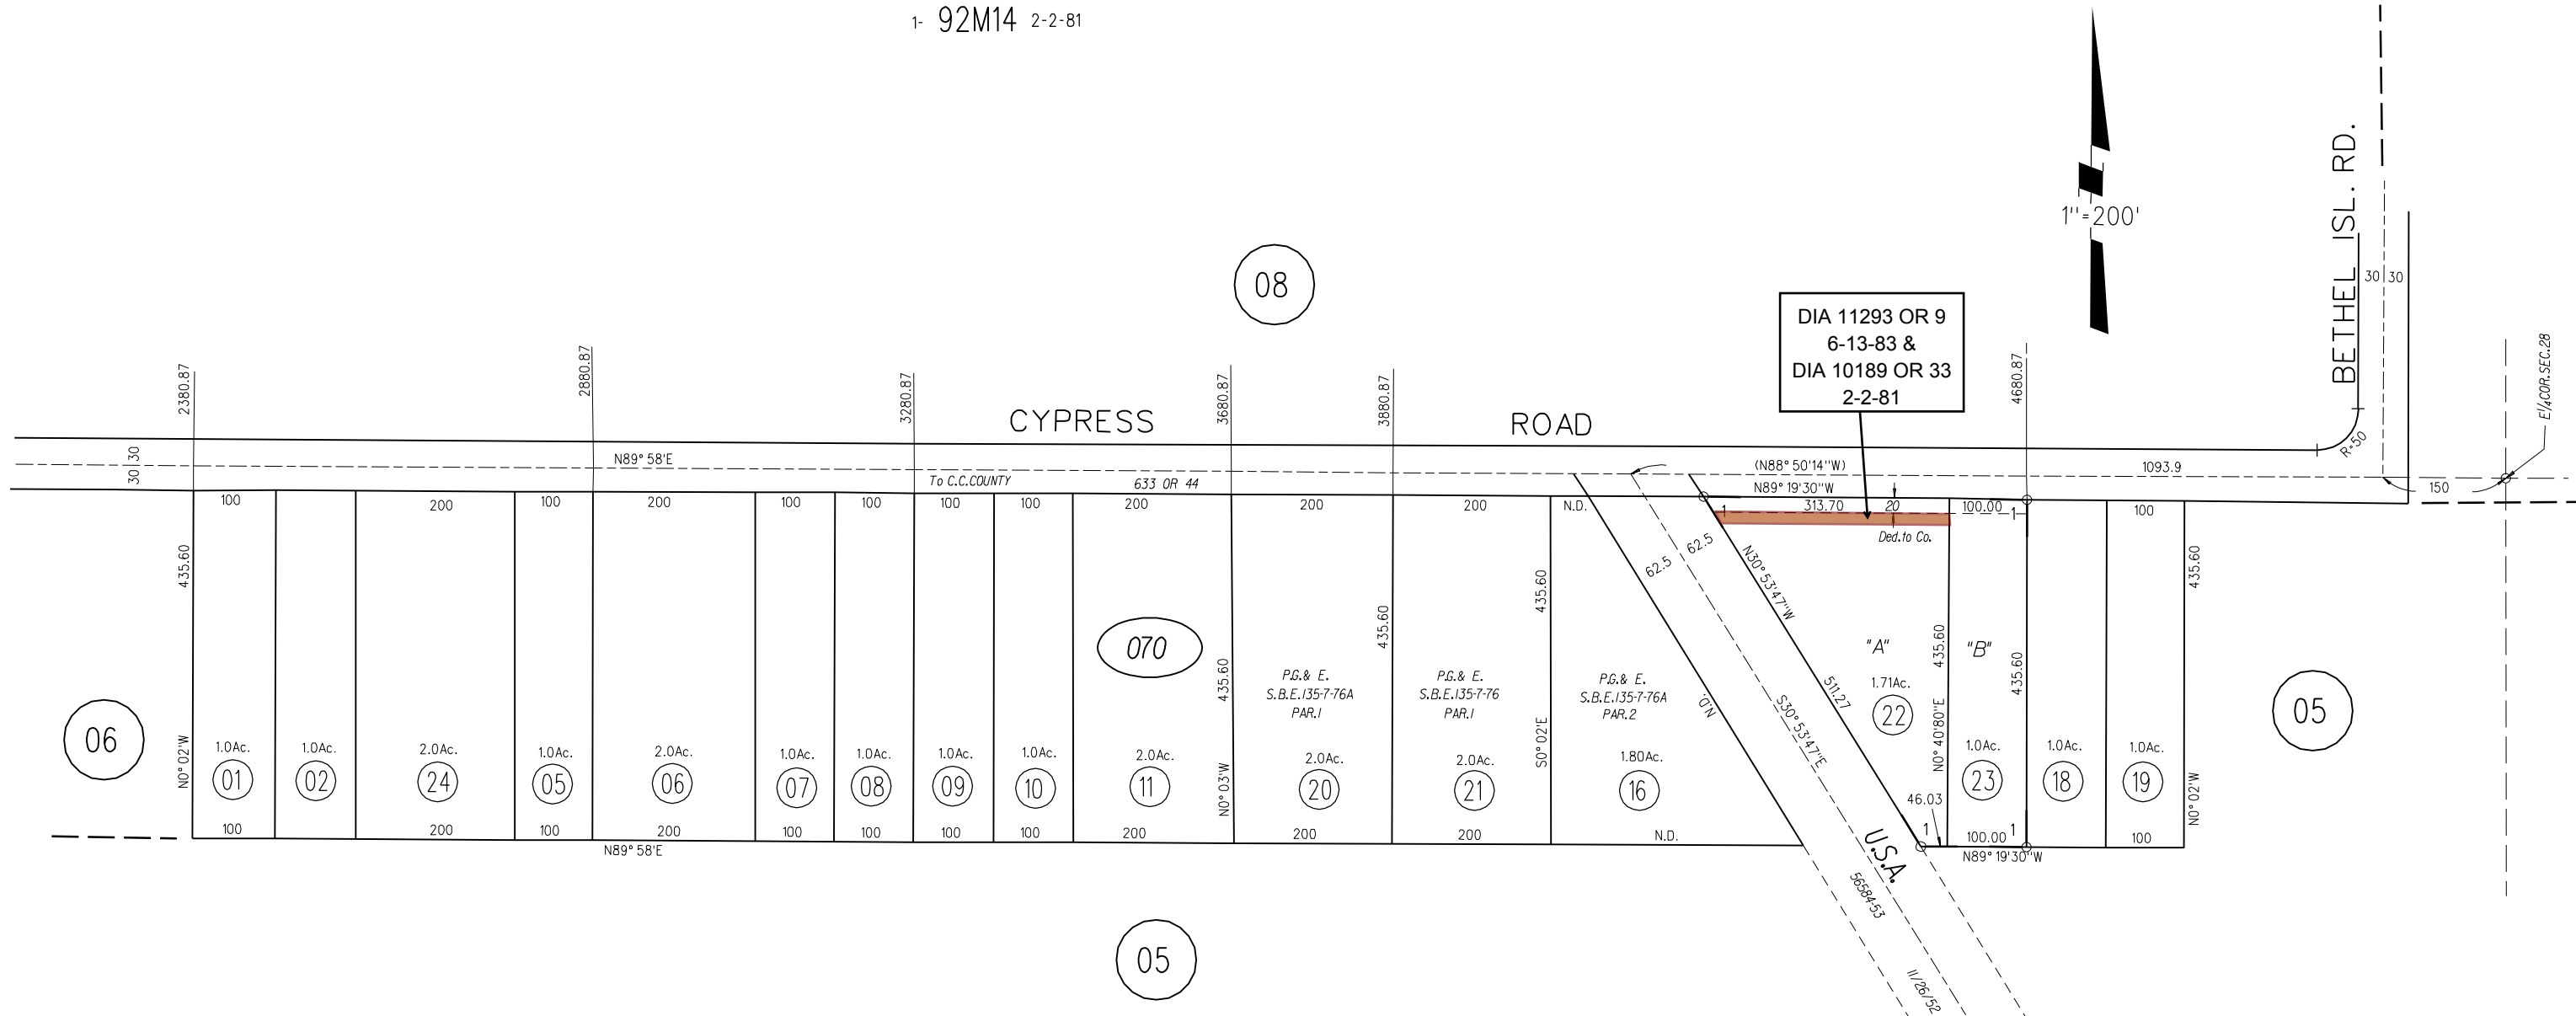 1- 92M14 2-2-81
1"=200'
BETHEL ISL. RD.
30 30
E¼COR.SEC.28
R=50
08
DIA 11293 OR 9
6-13-83 &
DIA 10189 OR 33
2-2-81
2380.87
2880.87
3280.87
3680.87
3880.87
4680.87
CYPRESS ROAD
30 30
N89°58'E
To C.C.COUNTY
633 OR 44
(N88°50'14"W)
1093.9
N89°19'30"W
150
100
200
100
200
100
100
100
100
200
200
200
N.D.
1
313.70
20
100.00
1
100
Ded.to Co.
435.60
435.60
435.60
435.60
435.60
435.60
435.60
62.5
62.5
N30°53'47"W
511.27
S30°53'47"E
N.D.
070
"A"
"B"
P.G.& E.
S.B.E.135-7-76A
PAR.1
P.G.& E.
S.B.E.135-7-76
PAR.1
P.G.& E.
S.B.E.135-7-76A
PAR.2
06
N0°02'W
1.0Ac.
01
1.0Ac.
02
2.0Ac.
24
1.0Ac.
05
2.0Ac.
06
1.0Ac.
07
1.0Ac.
08
1.0Ac.
09
1.0Ac.
10
2.0Ac.
11
N0°03'W
2.0Ac.
20
2.0Ac.
21
S0°02'E
1.80Ac.
16
1.71Ac.
22
N0°40'80"E
1.0Ac.
23
1.0Ac.
18
1.0Ac.
19
N0°02'W
05
46.03
100
200
100
200
100
100
100
100
200
200
200
N.D.
1
100.00
1
100
N89°58'E
N89°19'30"W
U.S.A.
56584-53
11/26/52
05